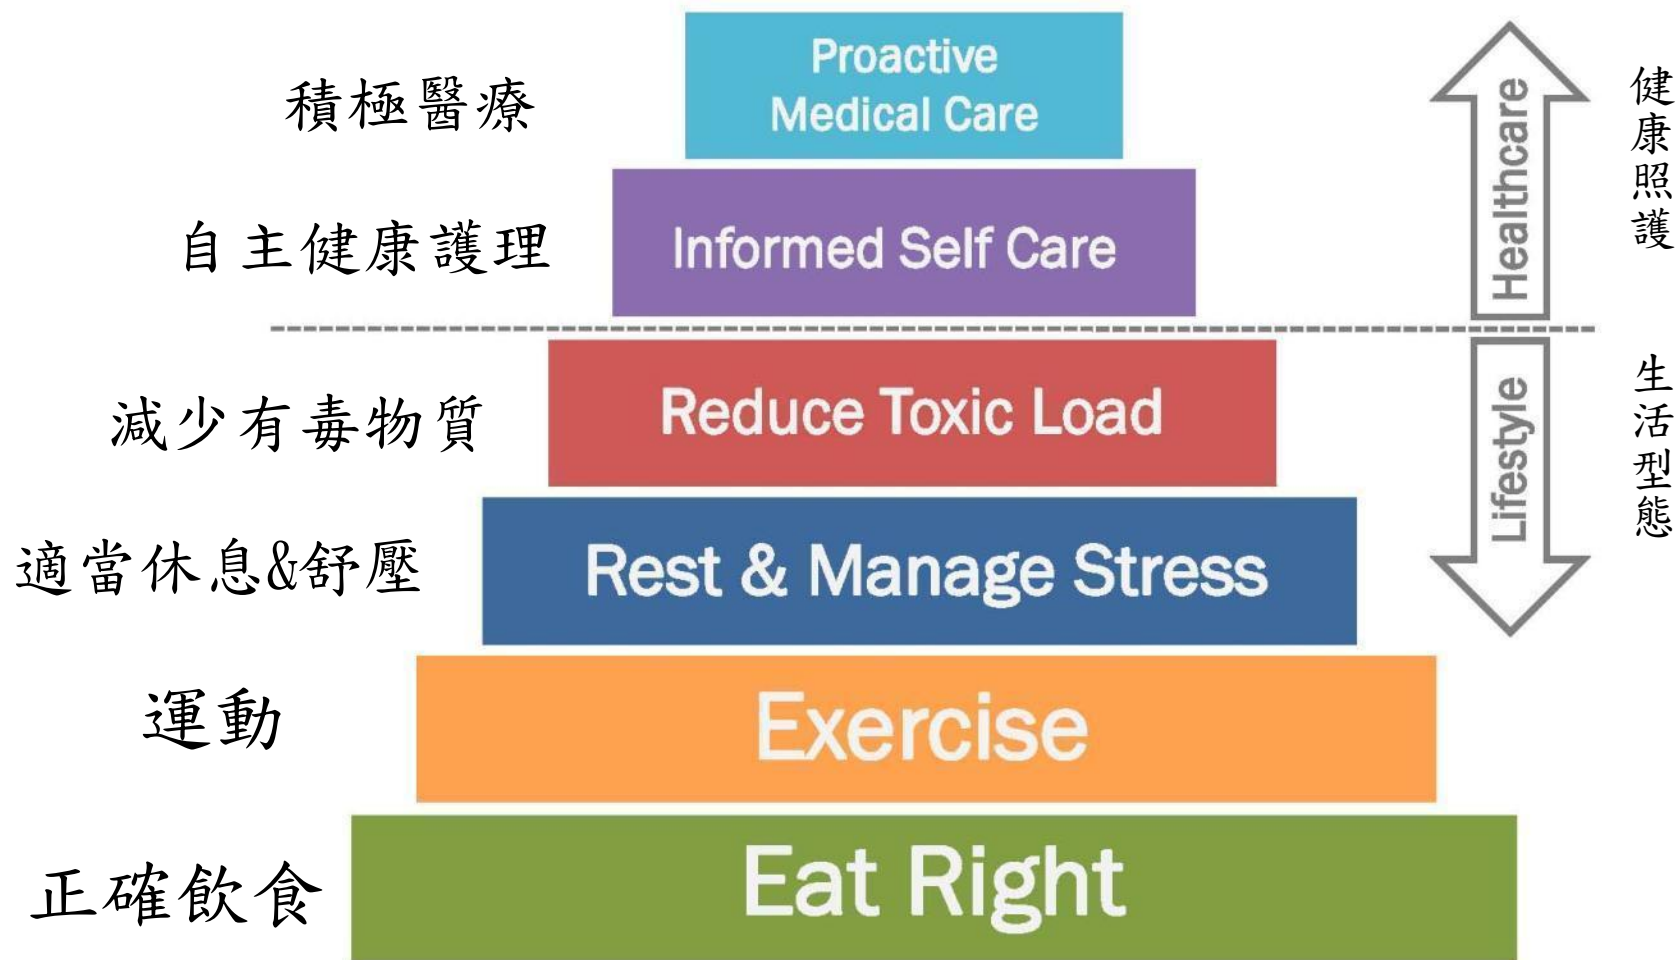 積極醫療
Proactive
Medical Care
自主健康護理
Informed Self Care
Healthcare
健康照護
減少有毒物質
Reduce Toxic Load
適當休息&舒壓
Rest & Manage Stress
Lifestyle
生活型態
運動
Exercise
正確飲食
Eat Right